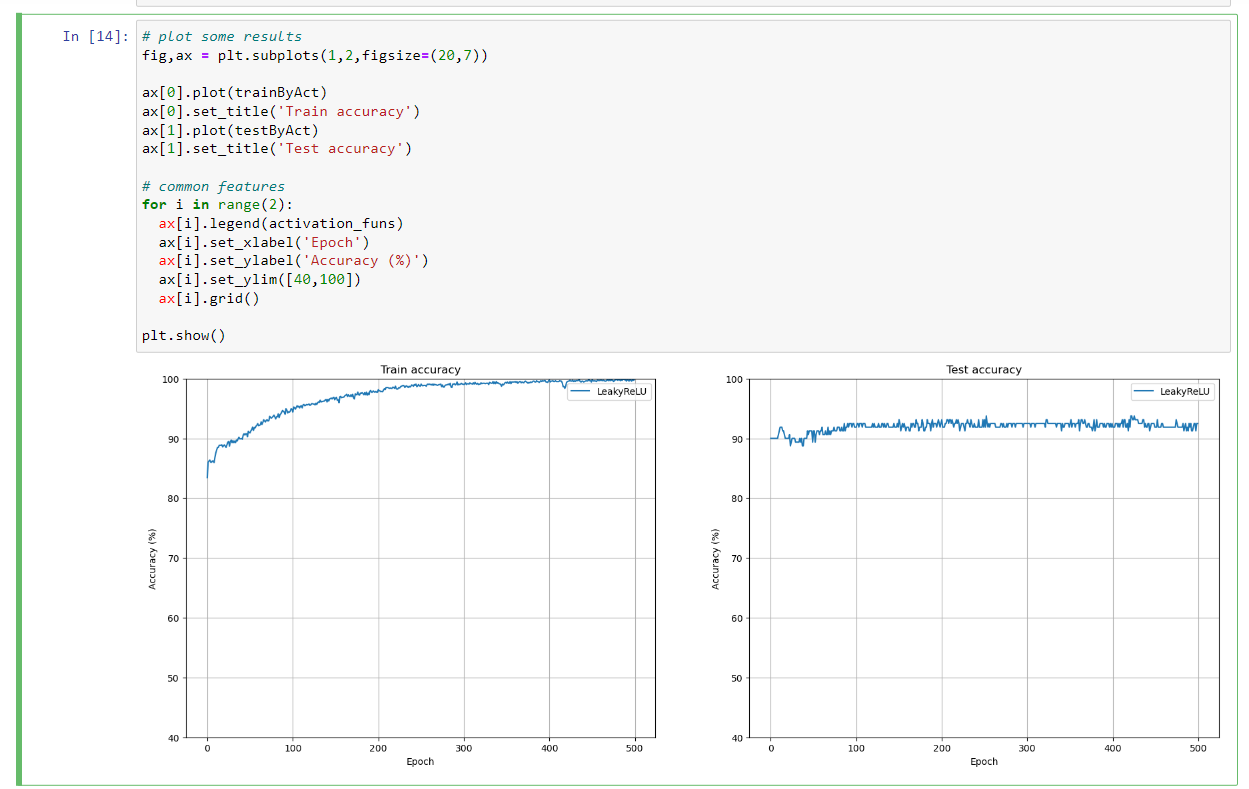 In [14]:
# plot some results
fig,ax = plt.subplots(1,2,figsize=(20,7))
ax[0].plot(trainByAct)
ax[0].set_title('Train accuracy')
ax[1].plot(testByAct)
ax[1].set_title('Test accuracy')
# common features
for i in range(2):
  ax[i].legend(activation_funs)
  ax[i].set_xlabel('Epoch')
  ax[i].set_ylabel('Accuracy (%)')
  ax[i].set_ylim([40,100])
  ax[i].grid()
plt.show()
Train accuracy
LeakyReLU
100
90
80
70
60
50
40
Accuracy (%)
0 100 200 300 400 500
Epoch
Test accuracy
LeakyReLU
100
90
80
70
60
50
40
Accuracy (%)
0 100 200 300 400 500
Epoch